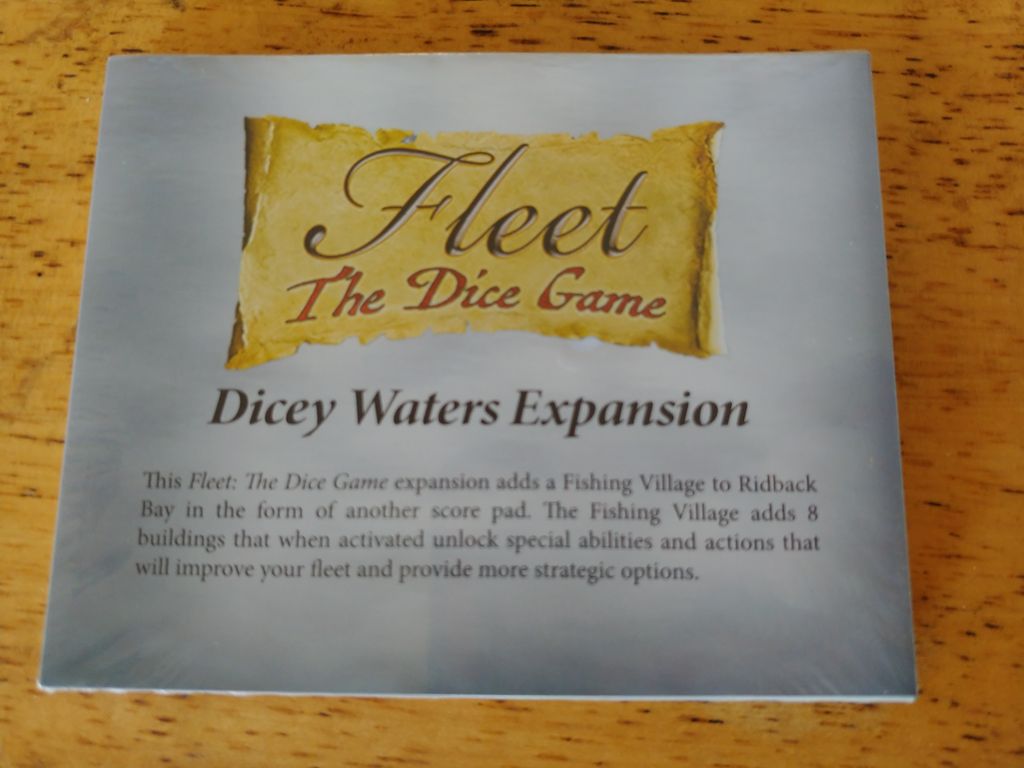 Fleet
The Dice Game
Dicey Waters Expansion
This Fleet: The Dice Game expansion adds a Fishing Village to Ridback
Bay in the form of another score pad. The Fishing Village adds 8
buildings that when activated unlock special abilities and actions that
will improve your fleet and provide more strategic options.